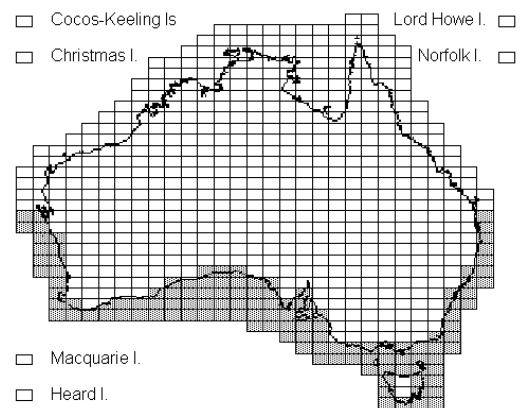 Cocos-Keeling Is
Lord Howe I.
Christmas I.
Norfolk I.
Macquarie I.
Heard I.